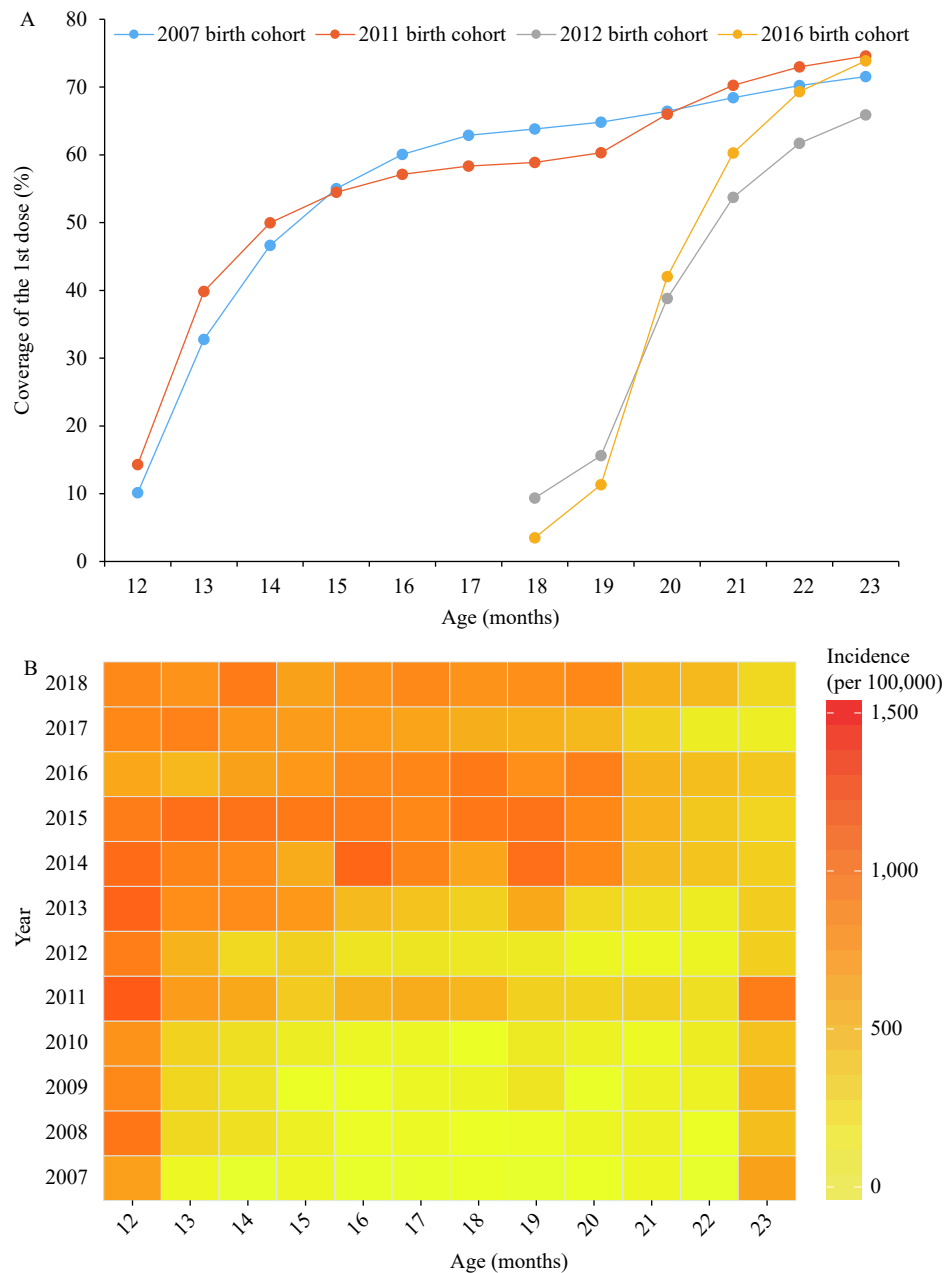 A
80
2007 birth cohort 2011 birth cohort 2012 birth cohort 2016 birth cohort
70
60
50
40
30
20
10
0
Coverage of the 1st dose (%)
12 13 14 15 16 17 18 19 20 21 22 23
Age (months)
B
Incidence
(per 100,000)
2018
2017
2016
2015
2014
2013
2012
2011
2010
2009
2008
2007
Year
1,500
1,000
500
0
12 13 14 15 16 17 18 19 20 21 22 23
Age (months)